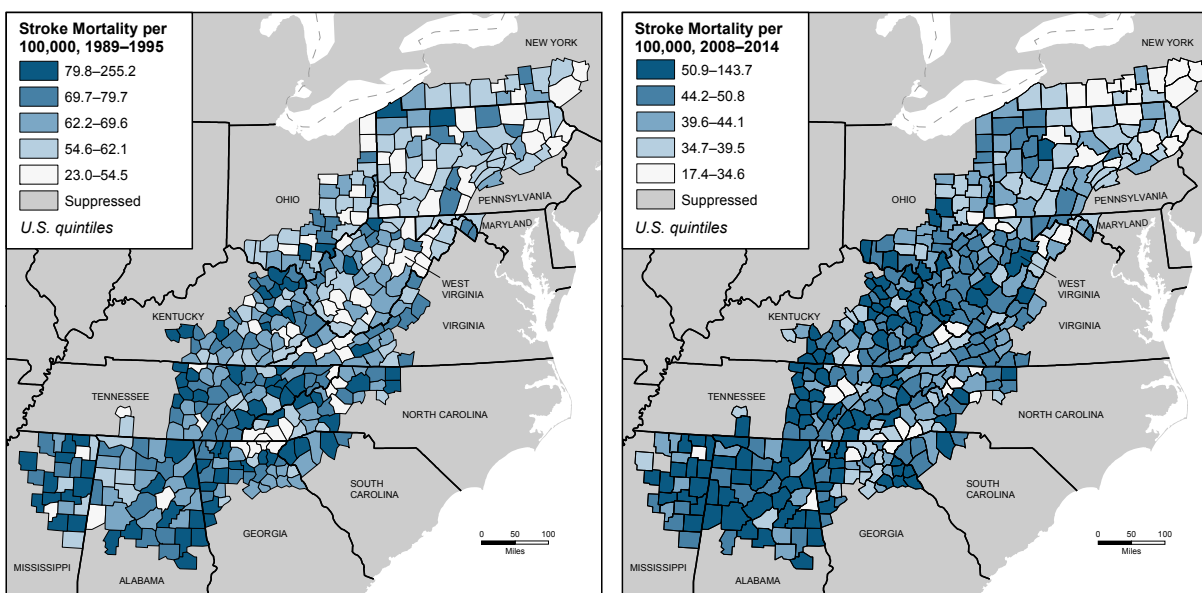 Stroke Mortality per
100,000, 1989–1995
79.8–255.2
69.7–79.7
62.2–69.6
54.6–62.1
23.0–54.5
Suppressed
U.S. quintiles
NEW YORK
OHIO
PENNSYLVANIA
MARYLAND
WEST
VIRGINIA
KENTUCKY
VIRGINIA
TENNESSEE
NORTH CAROLINA
SOUTH
CAROLINA
GEORGIA
MISSISSIPPI
ALABAMA
0 50 100
Miles
Stroke Mortality per
100,000, 2008–2014
50.9–143.7
44.2–50.8
39.6–44.1
34.7–39.5
17.4–34.6
Suppressed
U.S. quintiles
NEW YORK
OHIO
PENNSYLVANIA
MARYLAND
WEST
VIRGINIA
KENTUCKY
VIRGINIA
TENNESSEE
NORTH CAROLINA
SOUTH
CAROLINA
GEORGIA
MISSISSIPPI
ALABAMA
0 50 100
Miles